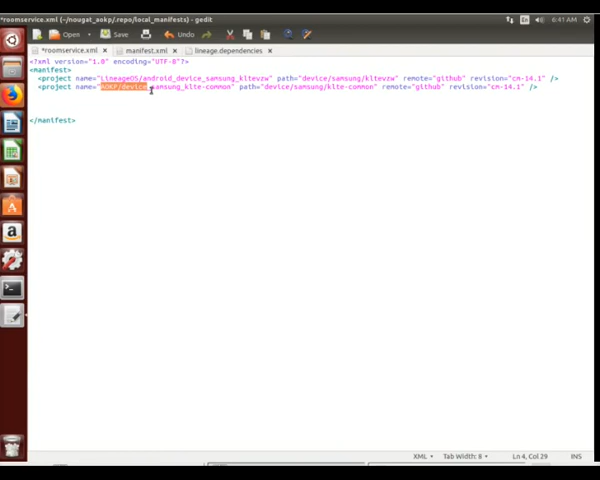 *roomservice.xml (~/nougat_aokp/.repo/local_manifests) - gedit
En
6:41 AM
Open
Save
Undo
*roomservice.xml ×
manifest.xml ×
lineage.dependencies ×
<?xml version="1.0" encoding="UTF-8"?>
<manifest>
<project name="LineageOS/android_device_samsung_kltevzw" path="device/samsung/kltevzw" remote="github" revision="cm-14.1" />
<project name="AOKP/device_samsung_klte-common" path="device/samsung/klte-common" remote="github" revision="cm-14.1" />
</manifest>
XML
Tab Width: 8
Ln 4, Col 29
INS